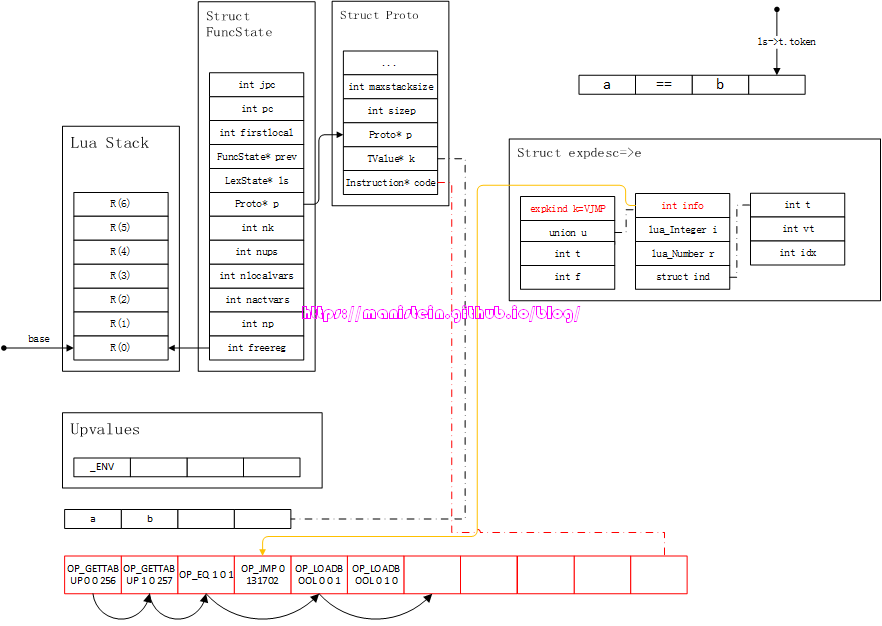 Struct
FuncState
int jpc
int pc
int firstlocal
FuncState* prev
LexState* ls
Proto* p
int nk
int nups
int nlocalvars
int nactvars
int np
int freereg
Struct Proto
...
int maxstacksize
int sizep
Proto* p
TValue* k
Instruction* code
ls->t.token
a
==
b
Lua Stack
R(6)
R(5)
R(4)
R(3)
R(2)
R(1)
R(0)
base
Struct expdesc=>e
expkind k=VJMP
union u
int t
int f
int info
lua_Integer i
lua_Number r
struct ind
int t
int vt
int idx
https://manistein.github.io/blog/
Upvalues
_ENV
a
b
OP_GETTAB
UP 0 0 256
OP_GETTAB
UP 1 0 257
OP_EQ 1 0 1
OP_JMP 0
131702
OP_LOADB
OOL 0 0 1
OP_LOADB
OOL 0 1 0